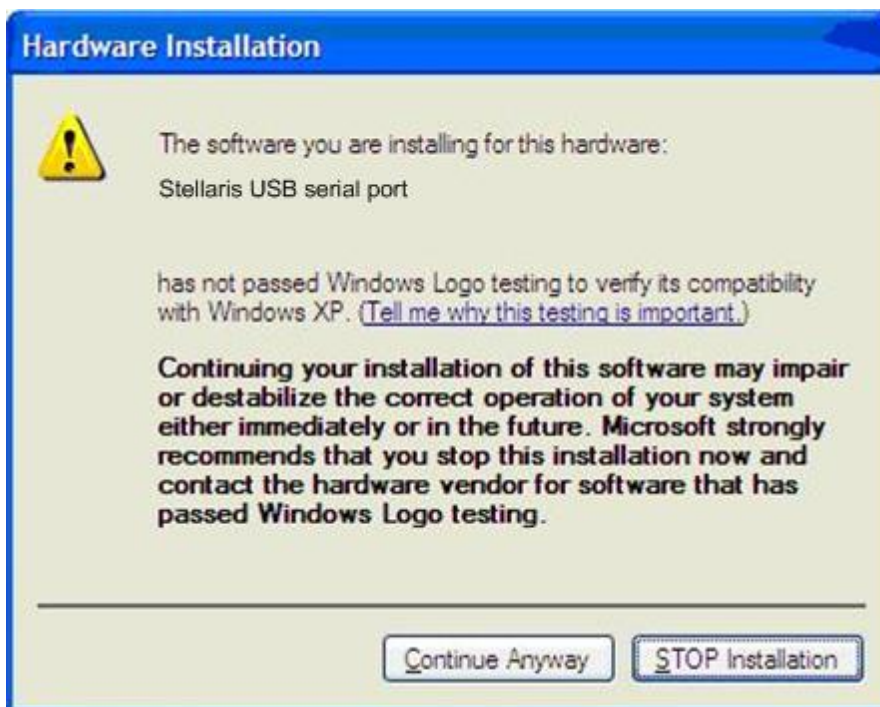 Hardware Installation
The software you are installing for this hardware:
Stellaris USB serial port
has not passed Windows Logo testing to verify its compatibility
with Windows XP. (Tell me why this testing is important.)
Continuing your installation of this software may impair
or destabilize the correct operation of your system
either immediately or in the future. Microsoft strongly
recommends that you stop this installation now and
contact the hardware vendor for software that has
passed Windows Logo testing.
Continue Anyway
STOP Installation